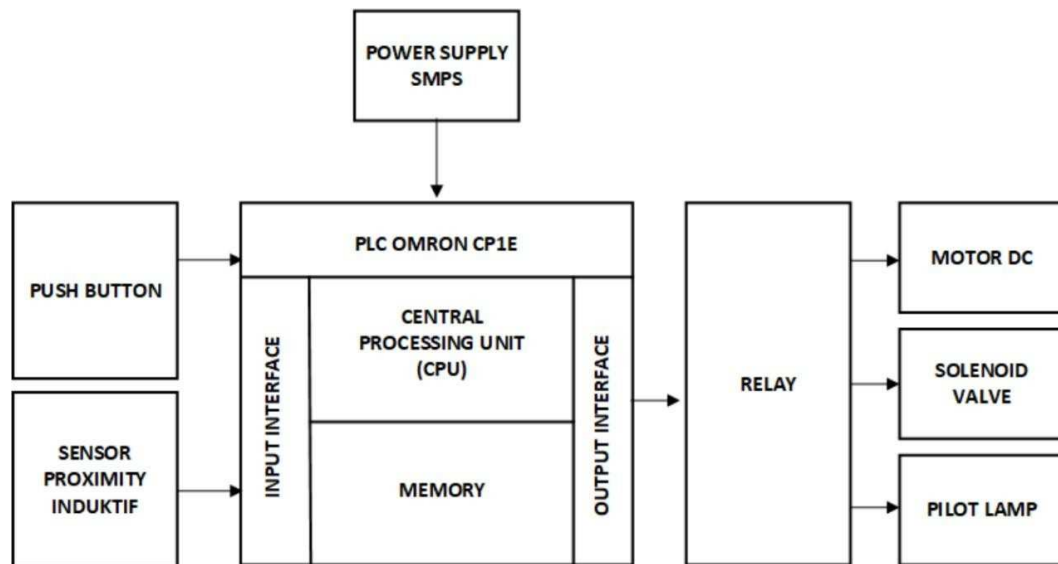 POWER SUPPLY
SMPS
PUSH BUTTON
SENSOR
PROXIMITY
INDUKTIF
PLC OMRON CP1E
INPUT INTERFACE
CENTRAL
PROCESSING UNIT
(CPU)
MEMORY
OUTPUT INTERFACE
RELAY
MOTOR DC
SOLENOID
VALVE
PILOT LAMP